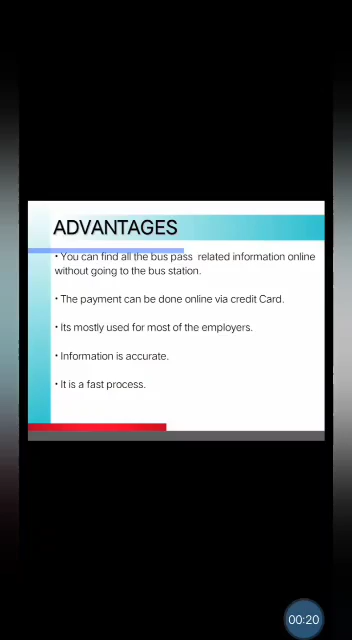 ADVANTAGES
• You can find all the bus pass  related information online
without going to the bus station.
• The payment can be done online via credit Card.
• Its mostly used for most of the employers.
• Information is accurate.
• It is a fast process.
00:20